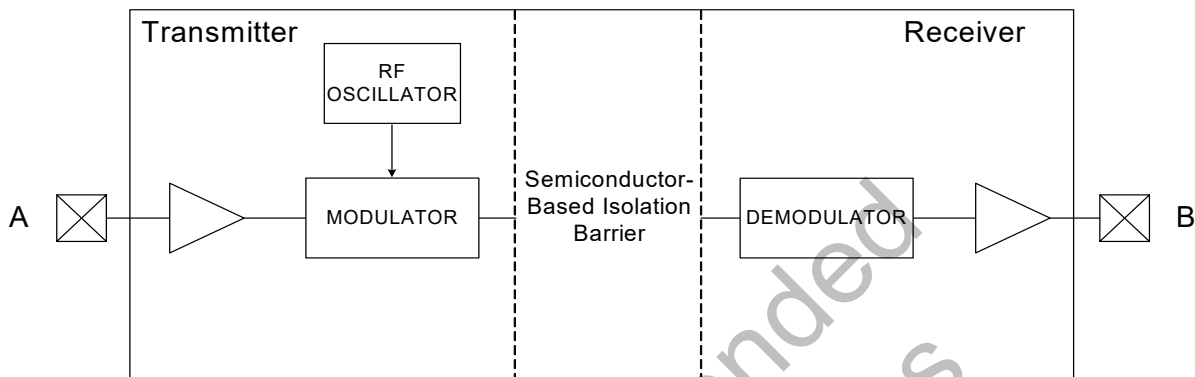 Transmitter
Receiver
RF
OSCILLATOR
A
MODULATOR
Semiconductor-
Based Isolation
Barrier
DEMODULATOR
B